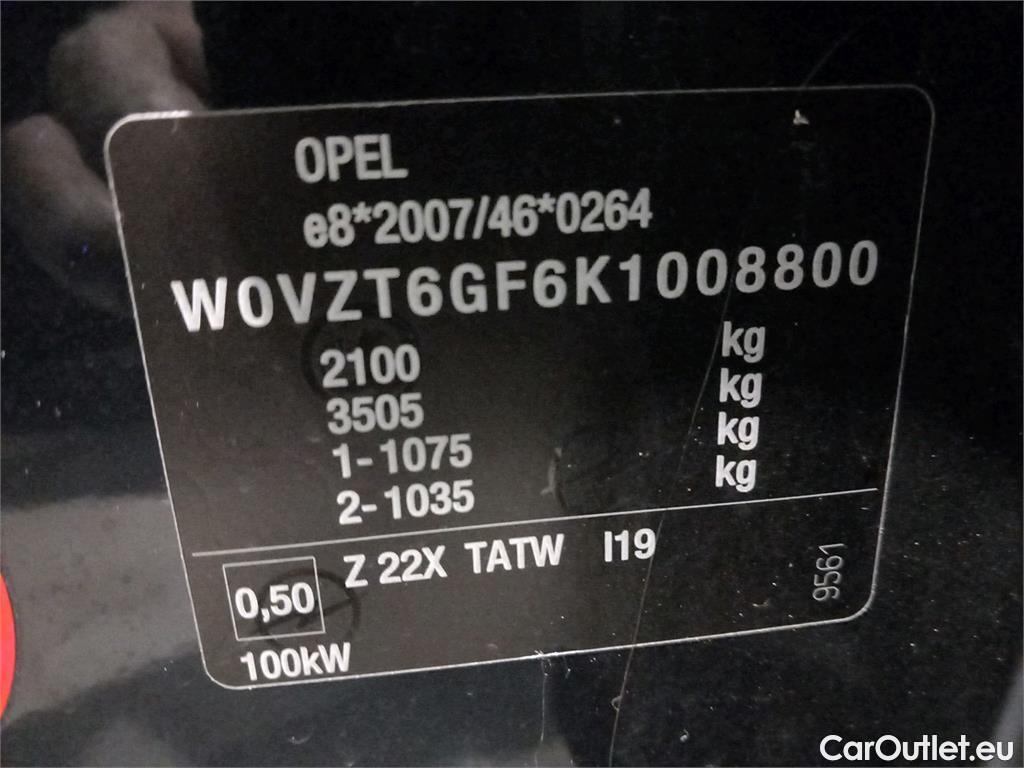 OPEL
e8*2007/46*0264
W0VZT6GF6K1008800
2100 kg
3505 kg
1-1075 kg
2-1035 kg
Z 22X TATW I19
0,50
9561
100kW
CarOutlet.eu